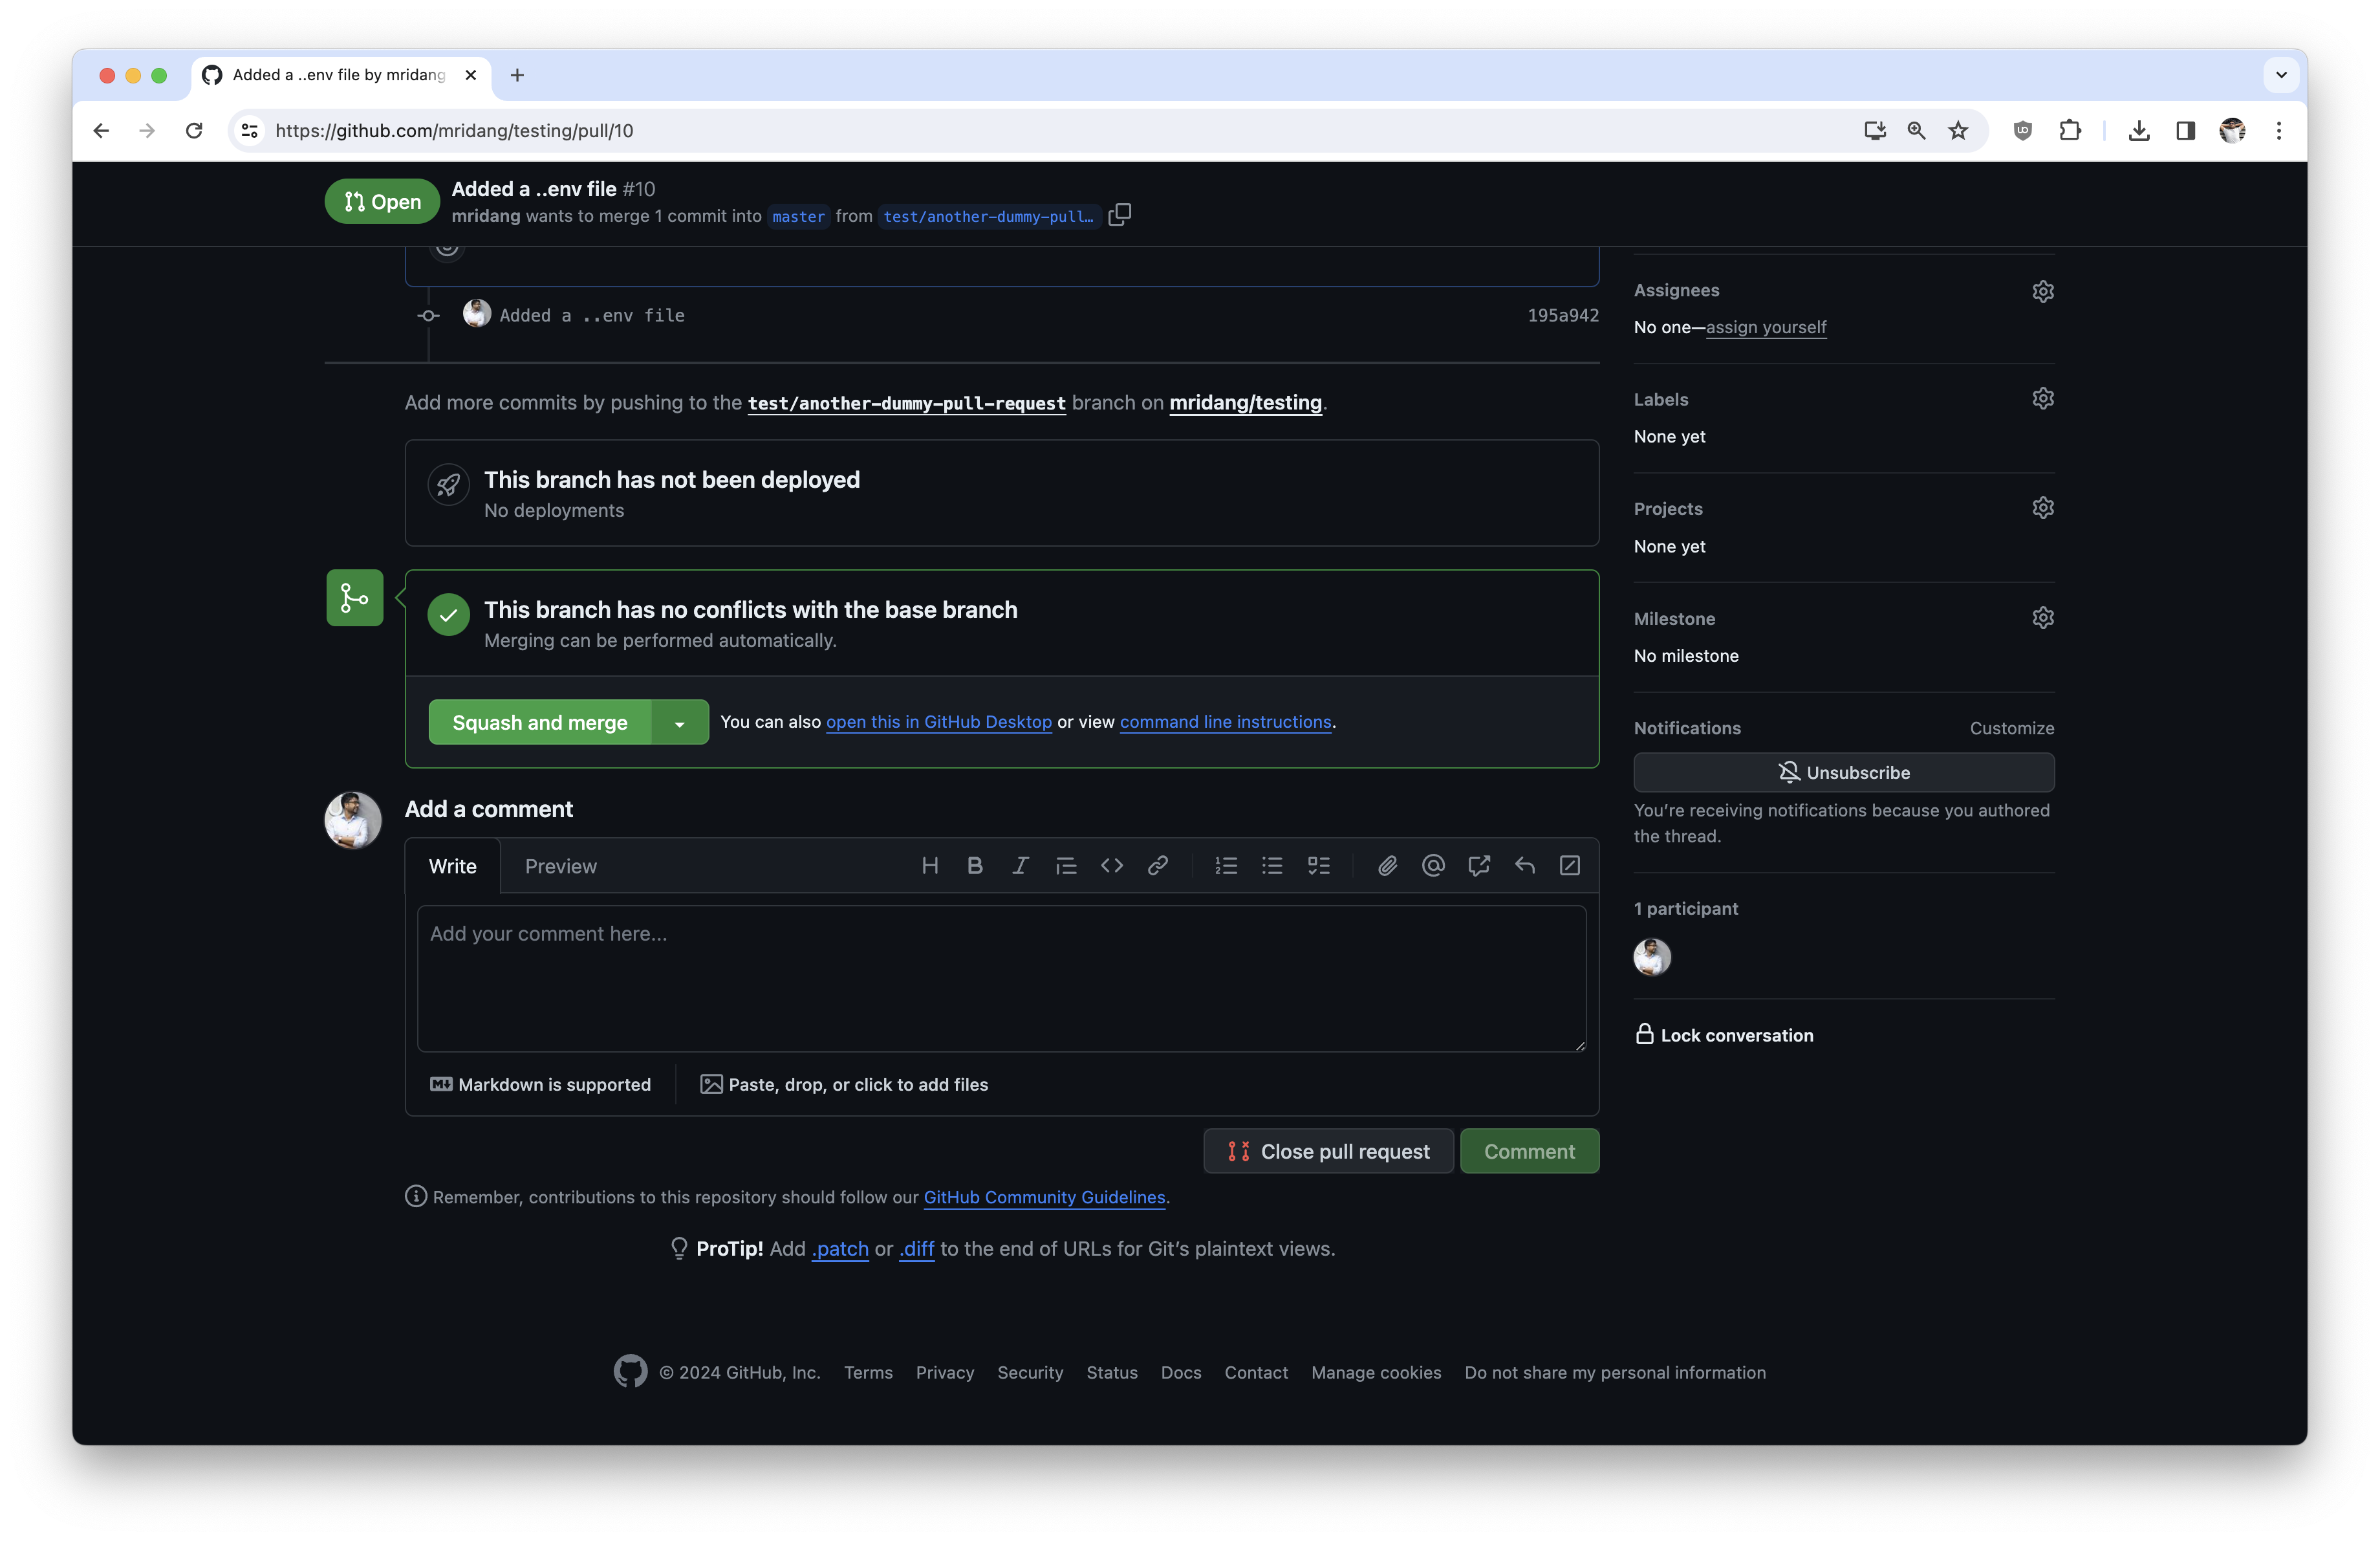 Added a ..env file by mridang
https://github.com/mridang/testing/pull/10
Open
Added a ..env file #10
mridang wants to merge 1 commit into master from test/another-dummy-pull…
Added a ..env file 195a942
Add more commits by pushing to the test/another-dummy-pull-request branch on mridang/testing.
This branch has not been deployed
No deployments
This branch has no conflicts with the base branch
Merging can be performed automatically.
Squash and merge
You can also open this in GitHub Desktop or view command line instructions.
Add a comment
Write Preview
Add your comment here...
Markdown is supported
Paste, drop, or click to add files
Close pull request
Comment
Remember, contributions to this repository should follow our GitHub Community Guidelines.
ProTip! Add .patch or .diff to the end of URLs for Git’s plaintext views.
Assignees
No one—assign yourself
Labels
None yet
Projects
None yet
Milestone
No milestone
Notifications Customize
Unsubscribe
You’re receiving notifications because you authored
the thread.
1 participant
Lock conversation
© 2024 GitHub, Inc. Terms Privacy Security Status Docs Contact Manage cookies Do not share my personal information